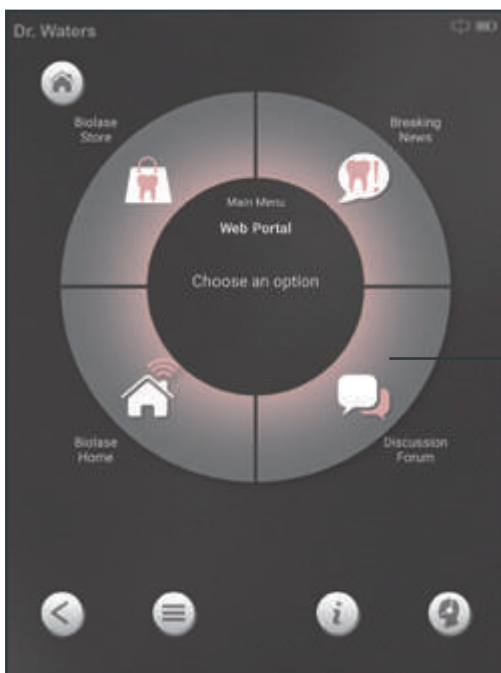 Dr. Waters
Biolase
Store
Breaking
News
Main Menu
Web Portal
Choose an option
Biolase
Home
Discussion
Forum